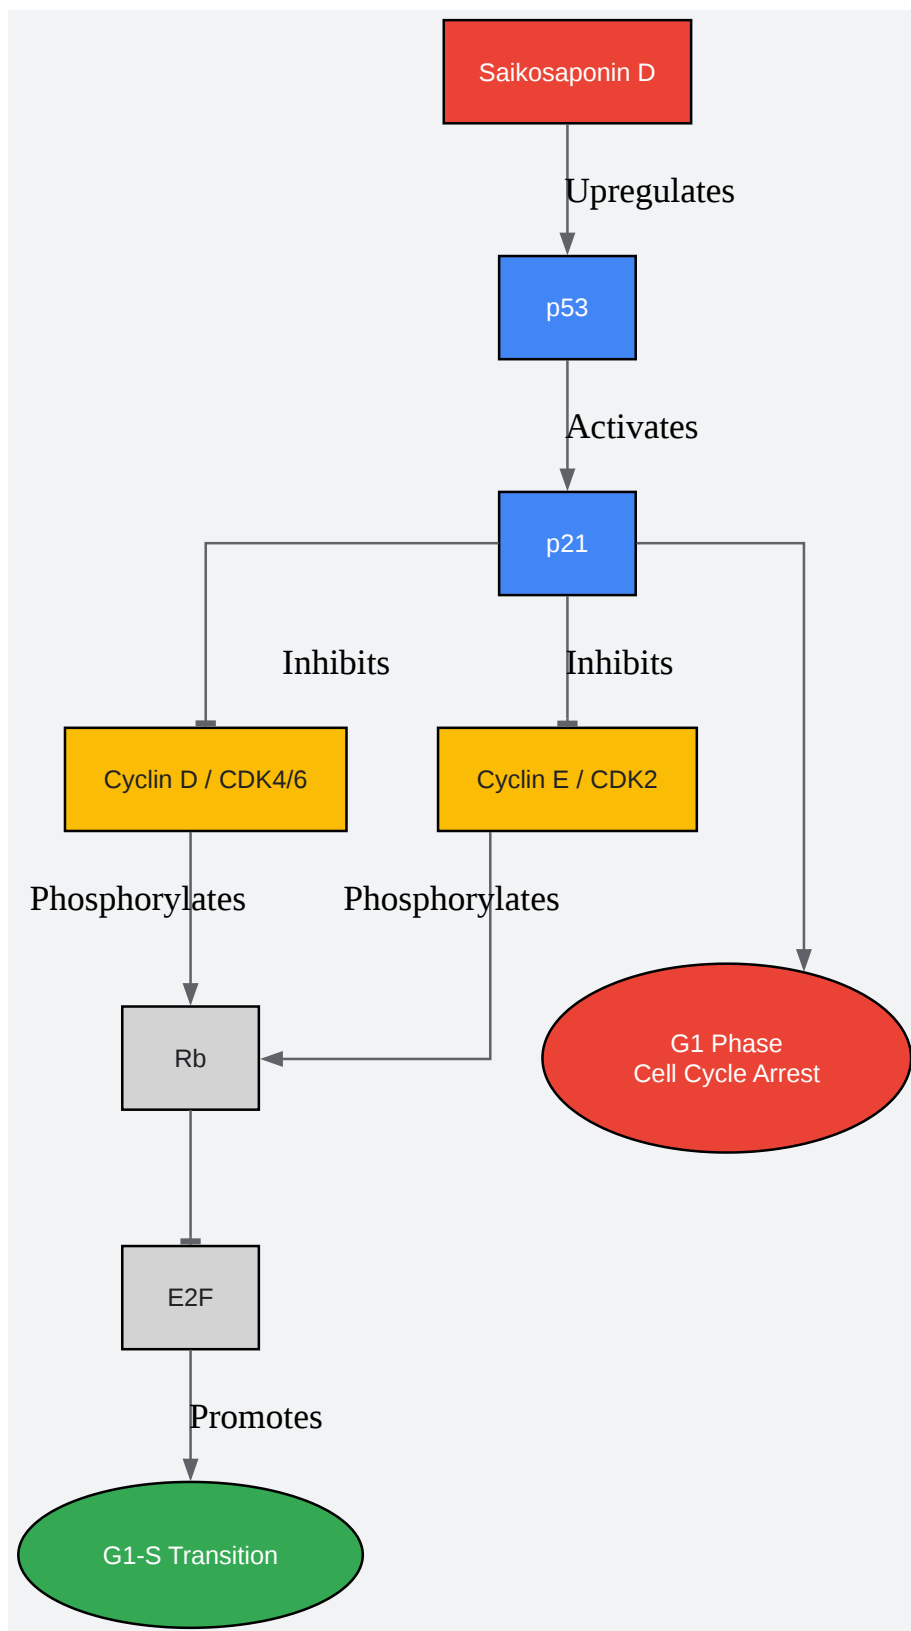 Saikosaponin D
Upregulates
p53
Activates
p21
Inhibits
Inhibits
Cyclin D / CDK4/6
Cyclin E / CDK2
Phosphorylates
Phosphorylates
G1 Phase
Cell Cycle Arrest
Rb
E2F
Promotes
G1-S Transition